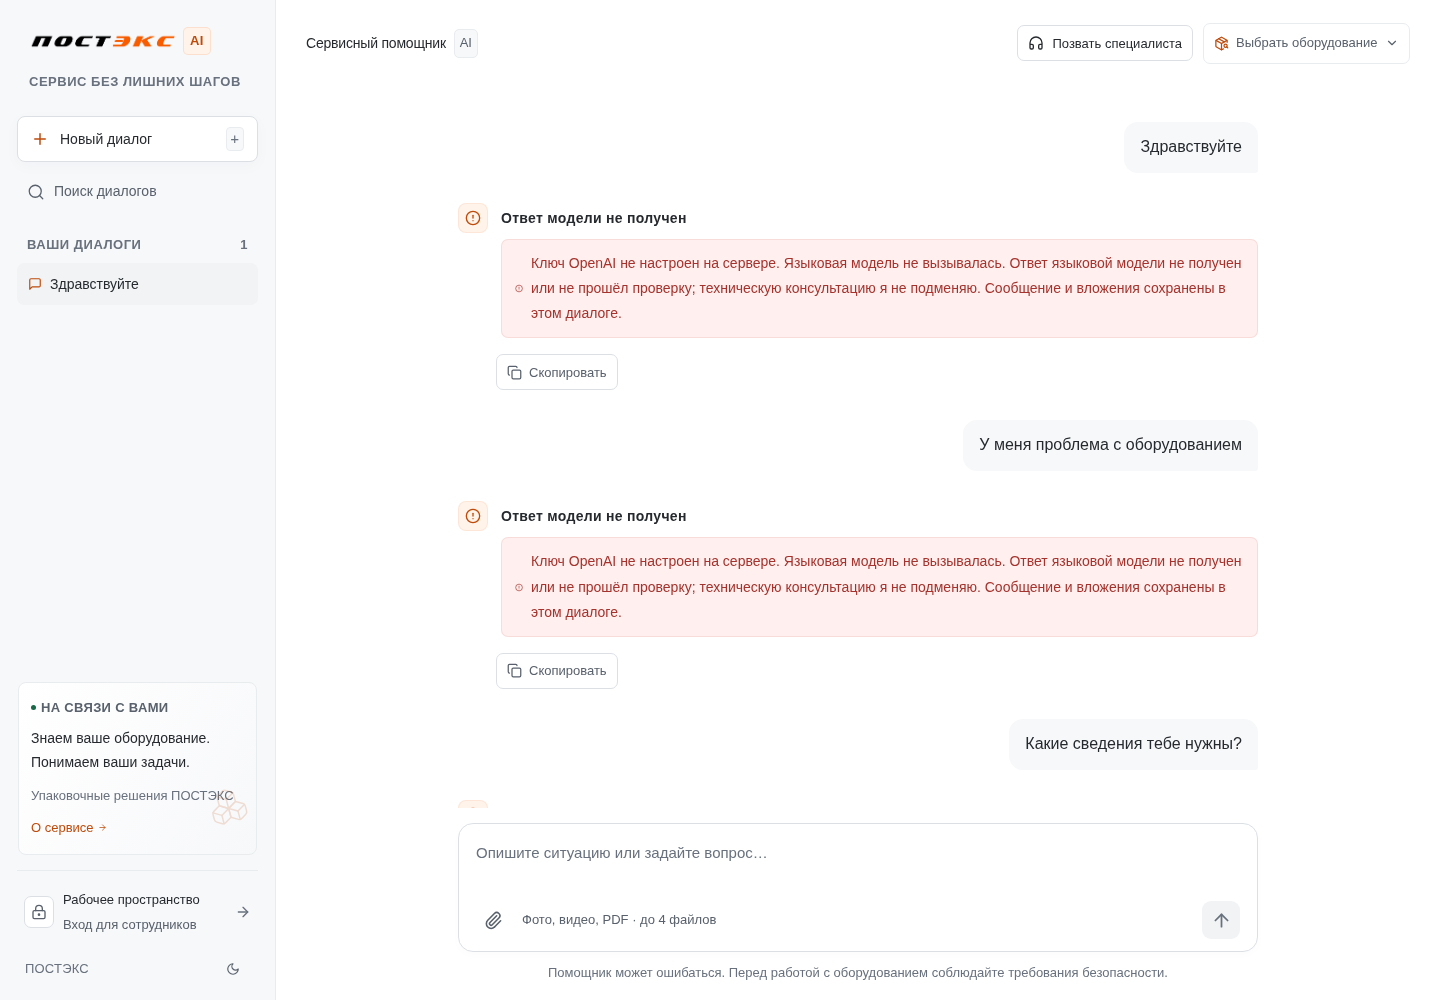 ПОСТЭКС AI
СЕРВИС БЕЗ ЛИШНИХ ШАГОВ
Новый диалог +
Поиск диалогов
ВАШИ ДИАЛОГИ 1
Здравствуйте
НА СВЯЗИ С ВАМИ
Знаем ваше оборудование.
Понимаем ваши задачи.
Упаковочные решения ПОСТЭКС
О сервисе
Рабочее пространство
Вход для сотрудников
ПОСТЭКС
Сервисный помощник AI
Позвать специалиста
Выбрать оборудование
Здравствуйте
Ответ модели не получен
Ключ OpenAI не настроен на сервере. Языковая модель не вызывалась. Ответ языковой модели не получен
или не прошёл проверку; техническую консультацию я не подменяю. Сообщение и вложения сохранены в
этом диалоге.
Скопировать
У меня проблема с оборудованием
Ответ модели не получен
Ключ OpenAI не настроен на сервере. Языковая модель не вызывалась. Ответ языковой модели не получен
или не прошёл проверку; техническую консультацию я не подменяю. Сообщение и вложения сохранены в
этом диалоге.
Скопировать
Какие сведения тебе нужны?
Опишите ситуацию или задайте вопрос…
Фото, видео, PDF · до 4 файлов
Помощник может ошибаться. Перед работой с оборудованием соблюдайте требования безопасности.